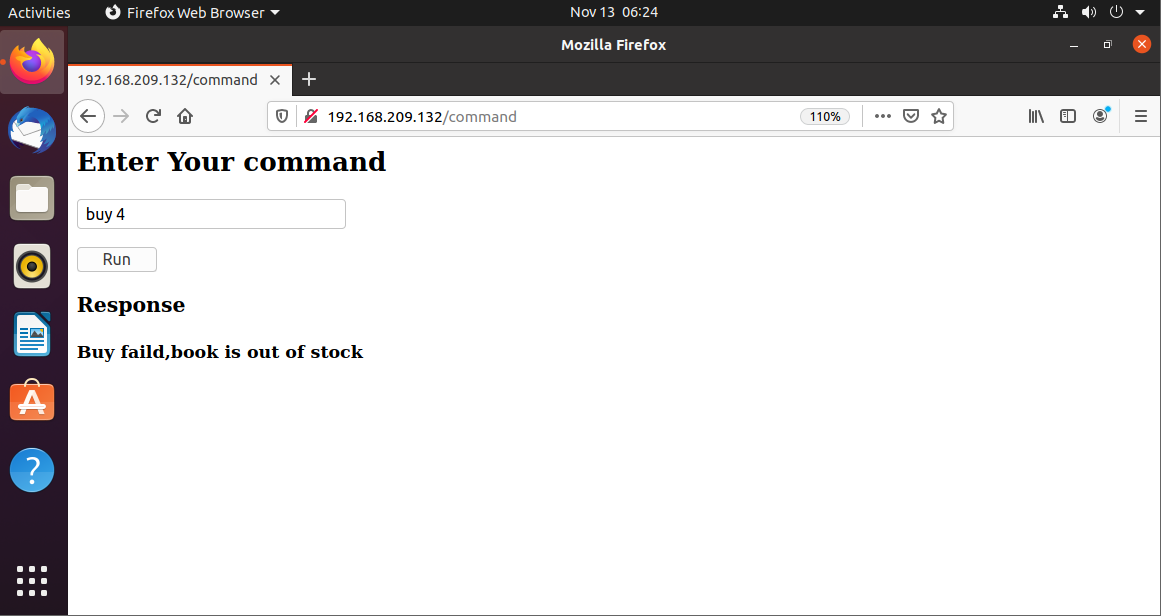 Activities Firefox Web Browser Nov 13 06:24
Mozilla Firefox
192.168.209.132/command
192.168.209.132/command 110%
Enter Your command
buy 4
Run
Response
Buy faild,book is out of stock